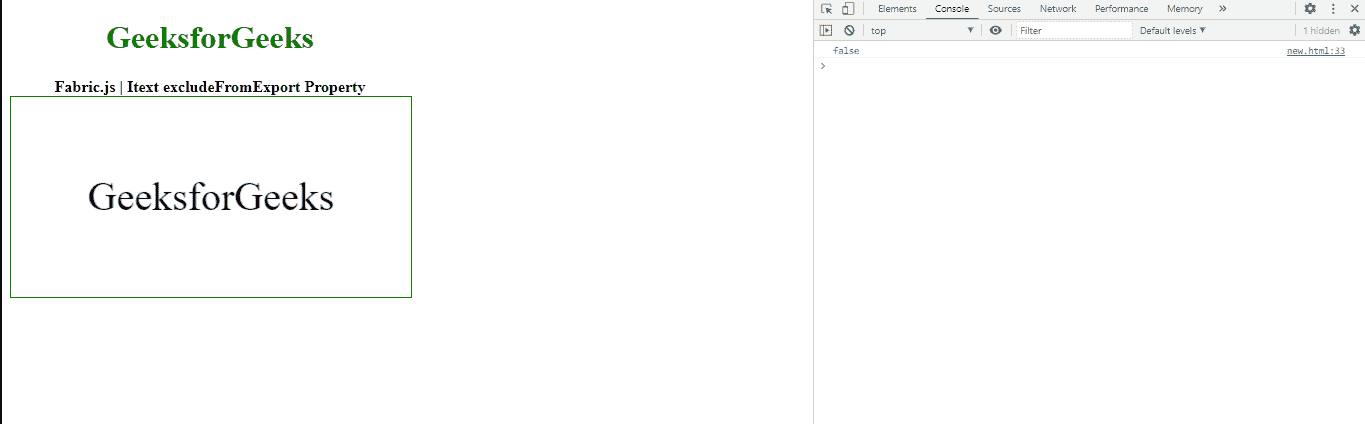 GeeksforGeeks
Fabric.js | Itext excludeFromExport Property
GeeksforGeeks
Elements Console Sources Network Performance Memory »
top Filter Default levels 1 hidden
false new.html:33